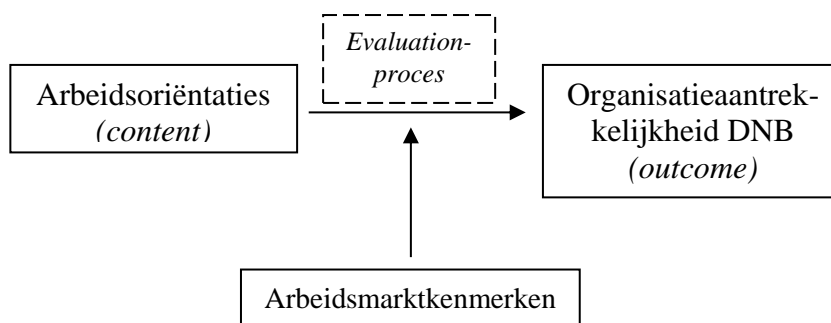 Evaluation-
proces
Arbeidsoriëntaties
(content)
Organisatieaantrek-
kelijkheid DNB
(outcome)
Arbeidsmarktkenmerken